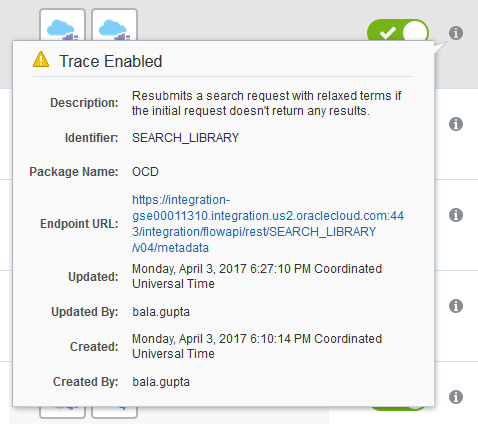 Trace Enabled
Description: Resubmits a search request with relaxed terms if
the initial request doesn't return any results.
Identifier: SEARCH_LIBRARY
Package Name: OCD
Endpoint URL: https://integration-
gse00011310.integration.us2.oraclecloud.com:44
3/integration/flowapi/rest/SEARCH_LIBRARY
/v04/metadata
Updated: Monday, April 3, 2017 6:27:10 PM Coordinated
Universal Time
Updated By: bala.gupta
Created: Monday, April 3, 2017 6:10:14 PM Coordinated
Universal Time
Created By: bala.gupta